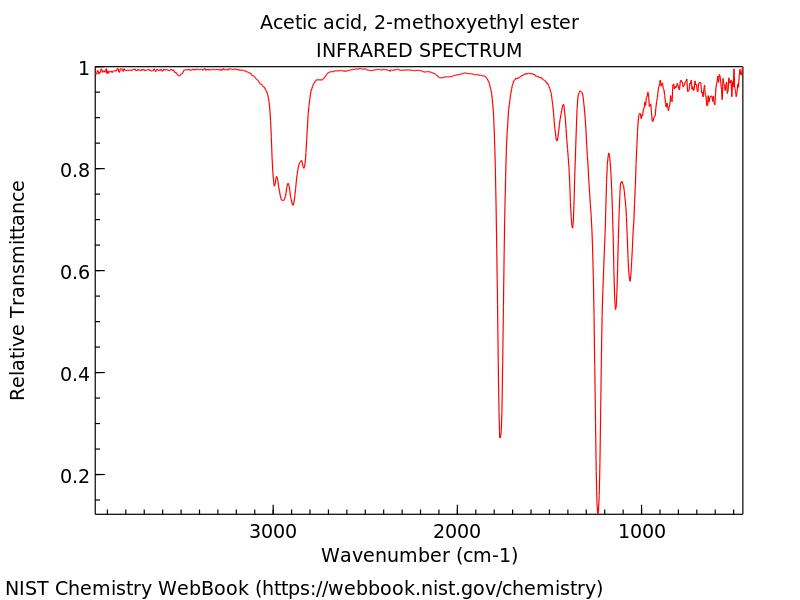 Acetic acid, 2-methoxyethyl ester
INFRARED SPECTRUM
1
0.8
0.6
0.4
0.2
Relative Transmittance
3000 2000 1000
Wavenumber (cm-1)
NIST Chemistry WebBook (https://webbook.nist.gov/chemistry)